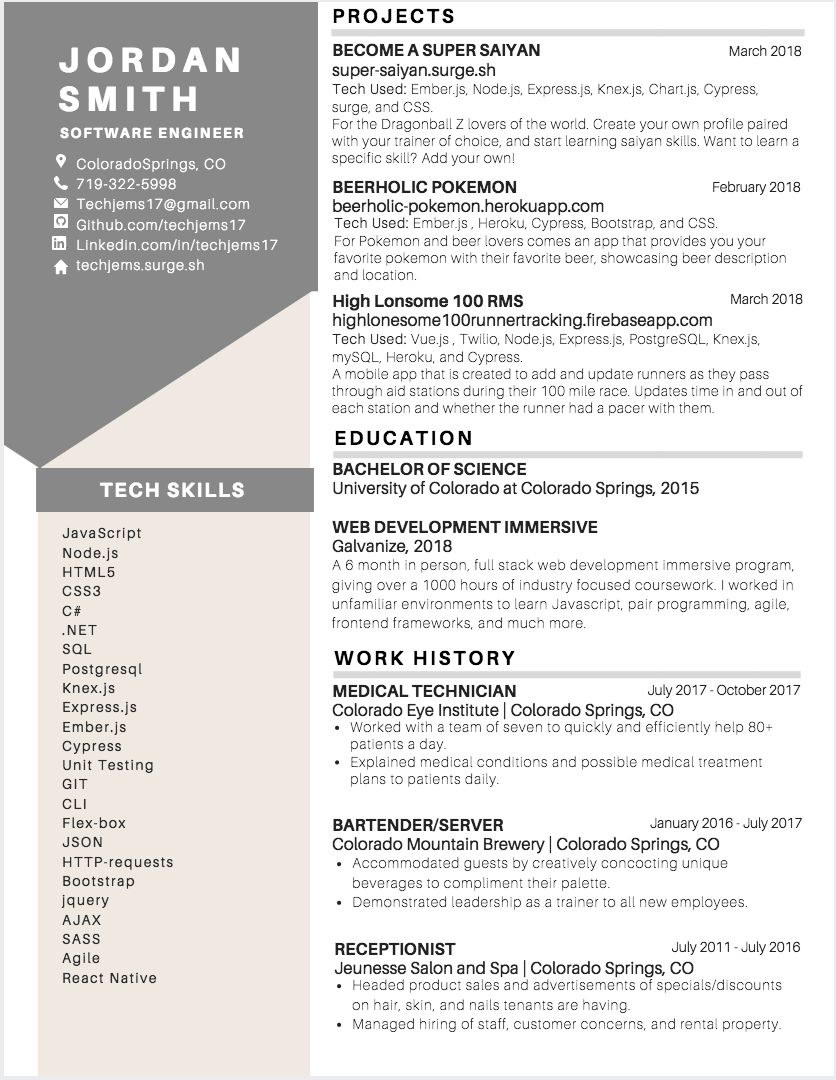 JORDAN
SMITH
SOFTWARE ENGINEER
ColoradoSprings, CO
719-322-5998
Techjems17@gmail.com
Github.com/techjems17
Linkedin.com/in/techjems17
techjems.surge.sh
TECH SKILLS
JavaScript
Node.js
HTML5
CSS3
C#
.NET
SQL
Postgresql
Knex.js
Express.js
Ember.js
Cypress
Unit Testing
GIT
CLI
Flex-box
JSON
HTTP-requests
Bootstrap
jquery
AJAX
SASS
Agile
React Native
PROJECTS
BECOME A SUPER SAIYAN March 2018
super-saiyan.surge.sh
Tech Used: Ember.js, Node.js, Express.js, Knex.js, Chart.js, Cypress,
surge, and CSS.
For the Dragonball Z lovers of the world. Create your own profile paired
with your trainer of choice, and start learning saiyan skills. Want to learn a
specific skill? Add your own!
BEERHOLIC POKEMON February 2018
beerholic-pokemon.herokuapp.com
Tech Used: Ember.js , Heroku, Cypress, Bootstrap, and CSS.
For Pokemon and beer lovers comes an app that provides you your
favorite pokemon with their favorite beer, showcasing beer description
and location.
High Lonsome 100 RMS March 2018
highlonesome100runnertracking.firebaseapp.com
Tech Used: Vue.js , Twilio, Node.js, Express.js, PostgreSQL, Knex.js,
mySQL, Heroku, and Cypress.
A mobile app that is created to add and update runners as they pass
through aid stations during their 100 mile race. Updates time in and out of
each station and whether the runner had a pacer with them.
EDUCATION
BACHELOR OF SCIENCE
University of Colorado at Colorado Springs, 2015
WEB DEVELOPMENT IMMERSIVE
Galvanize, 2018
A 6 month in person, full stack web development immersive program,
giving over a 1000 hours of industry focused coursework. I worked in
unfamiliar environments to learn Javascript, pair programming, agile,
frontend frameworks, and much more.
WORK HISTORY
MEDICAL TECHNICIAN July 2017 - October 2017
Colorado Eye Institute | Colorado Springs, CO
• Worked with a team of seven to quickly and efficiently help 80+
patients a day.
• Explained medical conditions and possible medical treatment
plans to patients daily.
BARTENDER/SERVER January 2016 - July 2017
Colorado Mountain Brewery | Colorado Springs, CO
• Accommodated guests by creatively concocting unique
beverages to compliment their palette.
• Demonstrated leadership as a trainer to all new employees.
RECEPTIONIST July 2011 - July 2016
Jeunesse Salon and Spa | Colorado Springs, CO
• Headed product sales and advertisements of specials/discounts
on hair, skin, and nails tenants are having.
• Managed hiring of staff, customer concerns, and rental property.